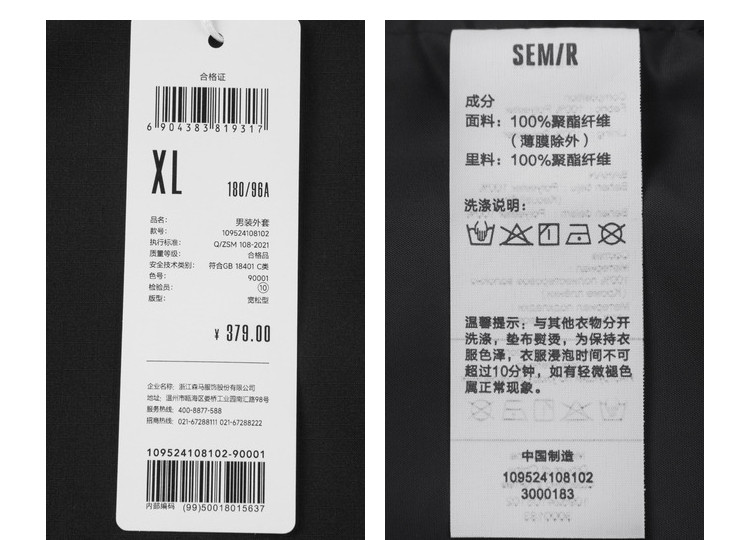 合格证
6 904383 819317
XL
180/96A
品名: 男装外套
款号: 109524108102
执行标准: Q/ZSM 108-2021
质量等级: 合格品
安全技术类别: 符合GB 18401 C类
色号: 90001
检验员: 10
版型: 宽松型
¥ 379.00
企业名称: 浙江森马服饰股份有限公司
地址: 温州市瓯海区娄桥工业园南汇路98号
服务热线: 400-8877-588
招商热线: 021-67288111 021-67288222
109524108102-90001
内部编码 (99)50018015637
SEM/R
成分
面料: 100%聚酯纤维
(薄膜除外)
里料: 100%聚酯纤维
洗涤说明:
温馨提示: 与其他衣物分开
洗涤, 垫布熨烫, 为保持衣
服色泽, 衣服浸泡时间不可
超过10分钟, 如有轻微褪色
属正常现象。
中国制造
109524108102
3000183